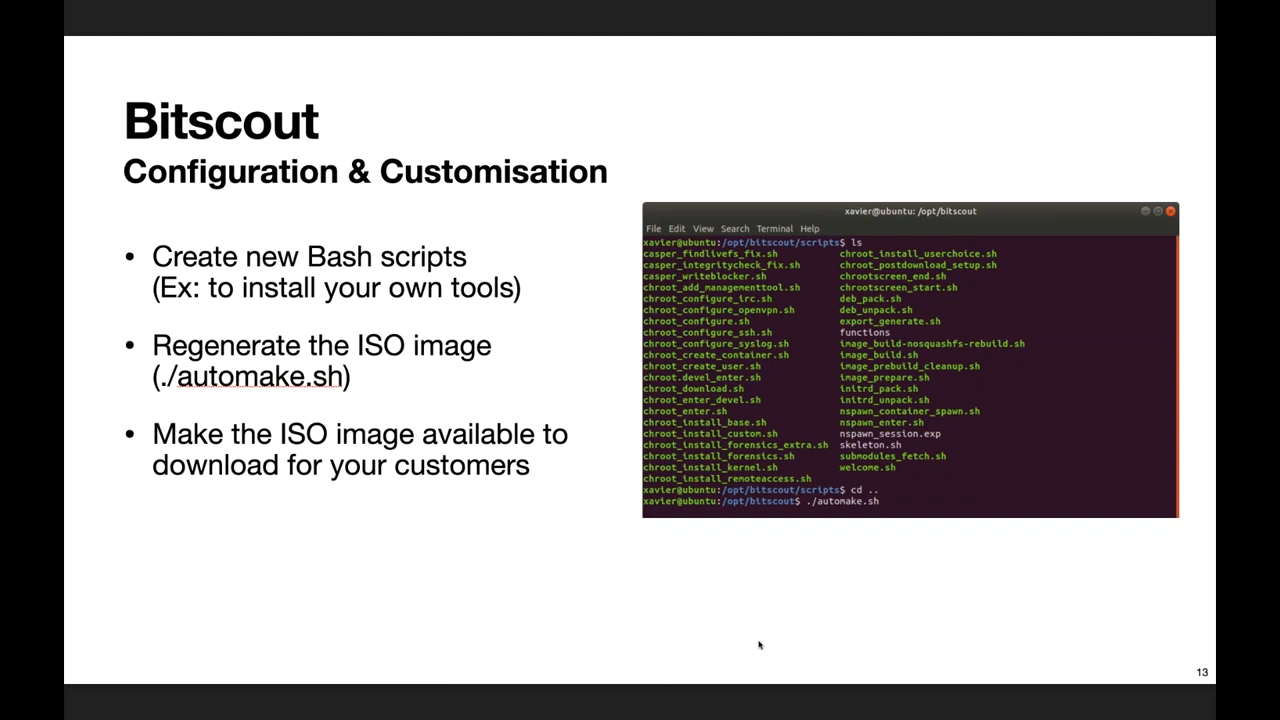 Bitscout
Configuration & Customisation
• Create new Bash scripts
(Ex: to install your own tools)
• Regenerate the ISO image
(./automake.sh)
• Make the ISO image available to
download for your customers
xavier@ubuntu: /opt/bitscout
File Edit View Search Terminal Help
xavier@ubuntu:/opt/bitscout/scripts$ ls
casper_findlivefs_fix.sh chroot_install_userchoice.sh
casper_integritycheck_fix.sh chroot_postdownload_setup.sh
casper_writeblocker.sh chrootscreen_end.sh
chroot_add_managementtool.sh chrootscreen_start.sh
chroot_configure_irc.sh deb_pack.sh
chroot_configure_openvpn.sh deb_unpack.sh
chroot_configure.sh export_generate.sh
chroot_configure_ssh.sh functions
chroot_configure_syslog.sh image_build-nosquashfs-rebuild.sh
chroot_create_container.sh image_build.sh
chroot_create_user.sh image_prebuild_cleanup.sh
chroot.devel_enter.sh image_prepare.sh
chroot_download.sh initrd_pack.sh
chroot_enter_devel.sh initrd_unpack.sh
chroot_enter.sh nspawn_container_spawn.sh
chroot_install_base.sh nspawn_enter.sh
chroot_install_custom.sh nspawn_session.exp
chroot_install_forensics_extra.sh skeleton.sh
chroot_install_forensics.sh submodules_fetch.sh
chroot_install_kernel.sh welcome.sh
chroot_install_remoteaccess.sh
xavier@ubuntu:/opt/bitscout/scripts$ cd ..
xavier@ubuntu:/opt/bitscout$ ./automake.sh
13